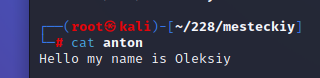 ┌──(root㉿kali)-[~/228/mesteckiy]
└─# cat anton
Hello my name is Oleksiy